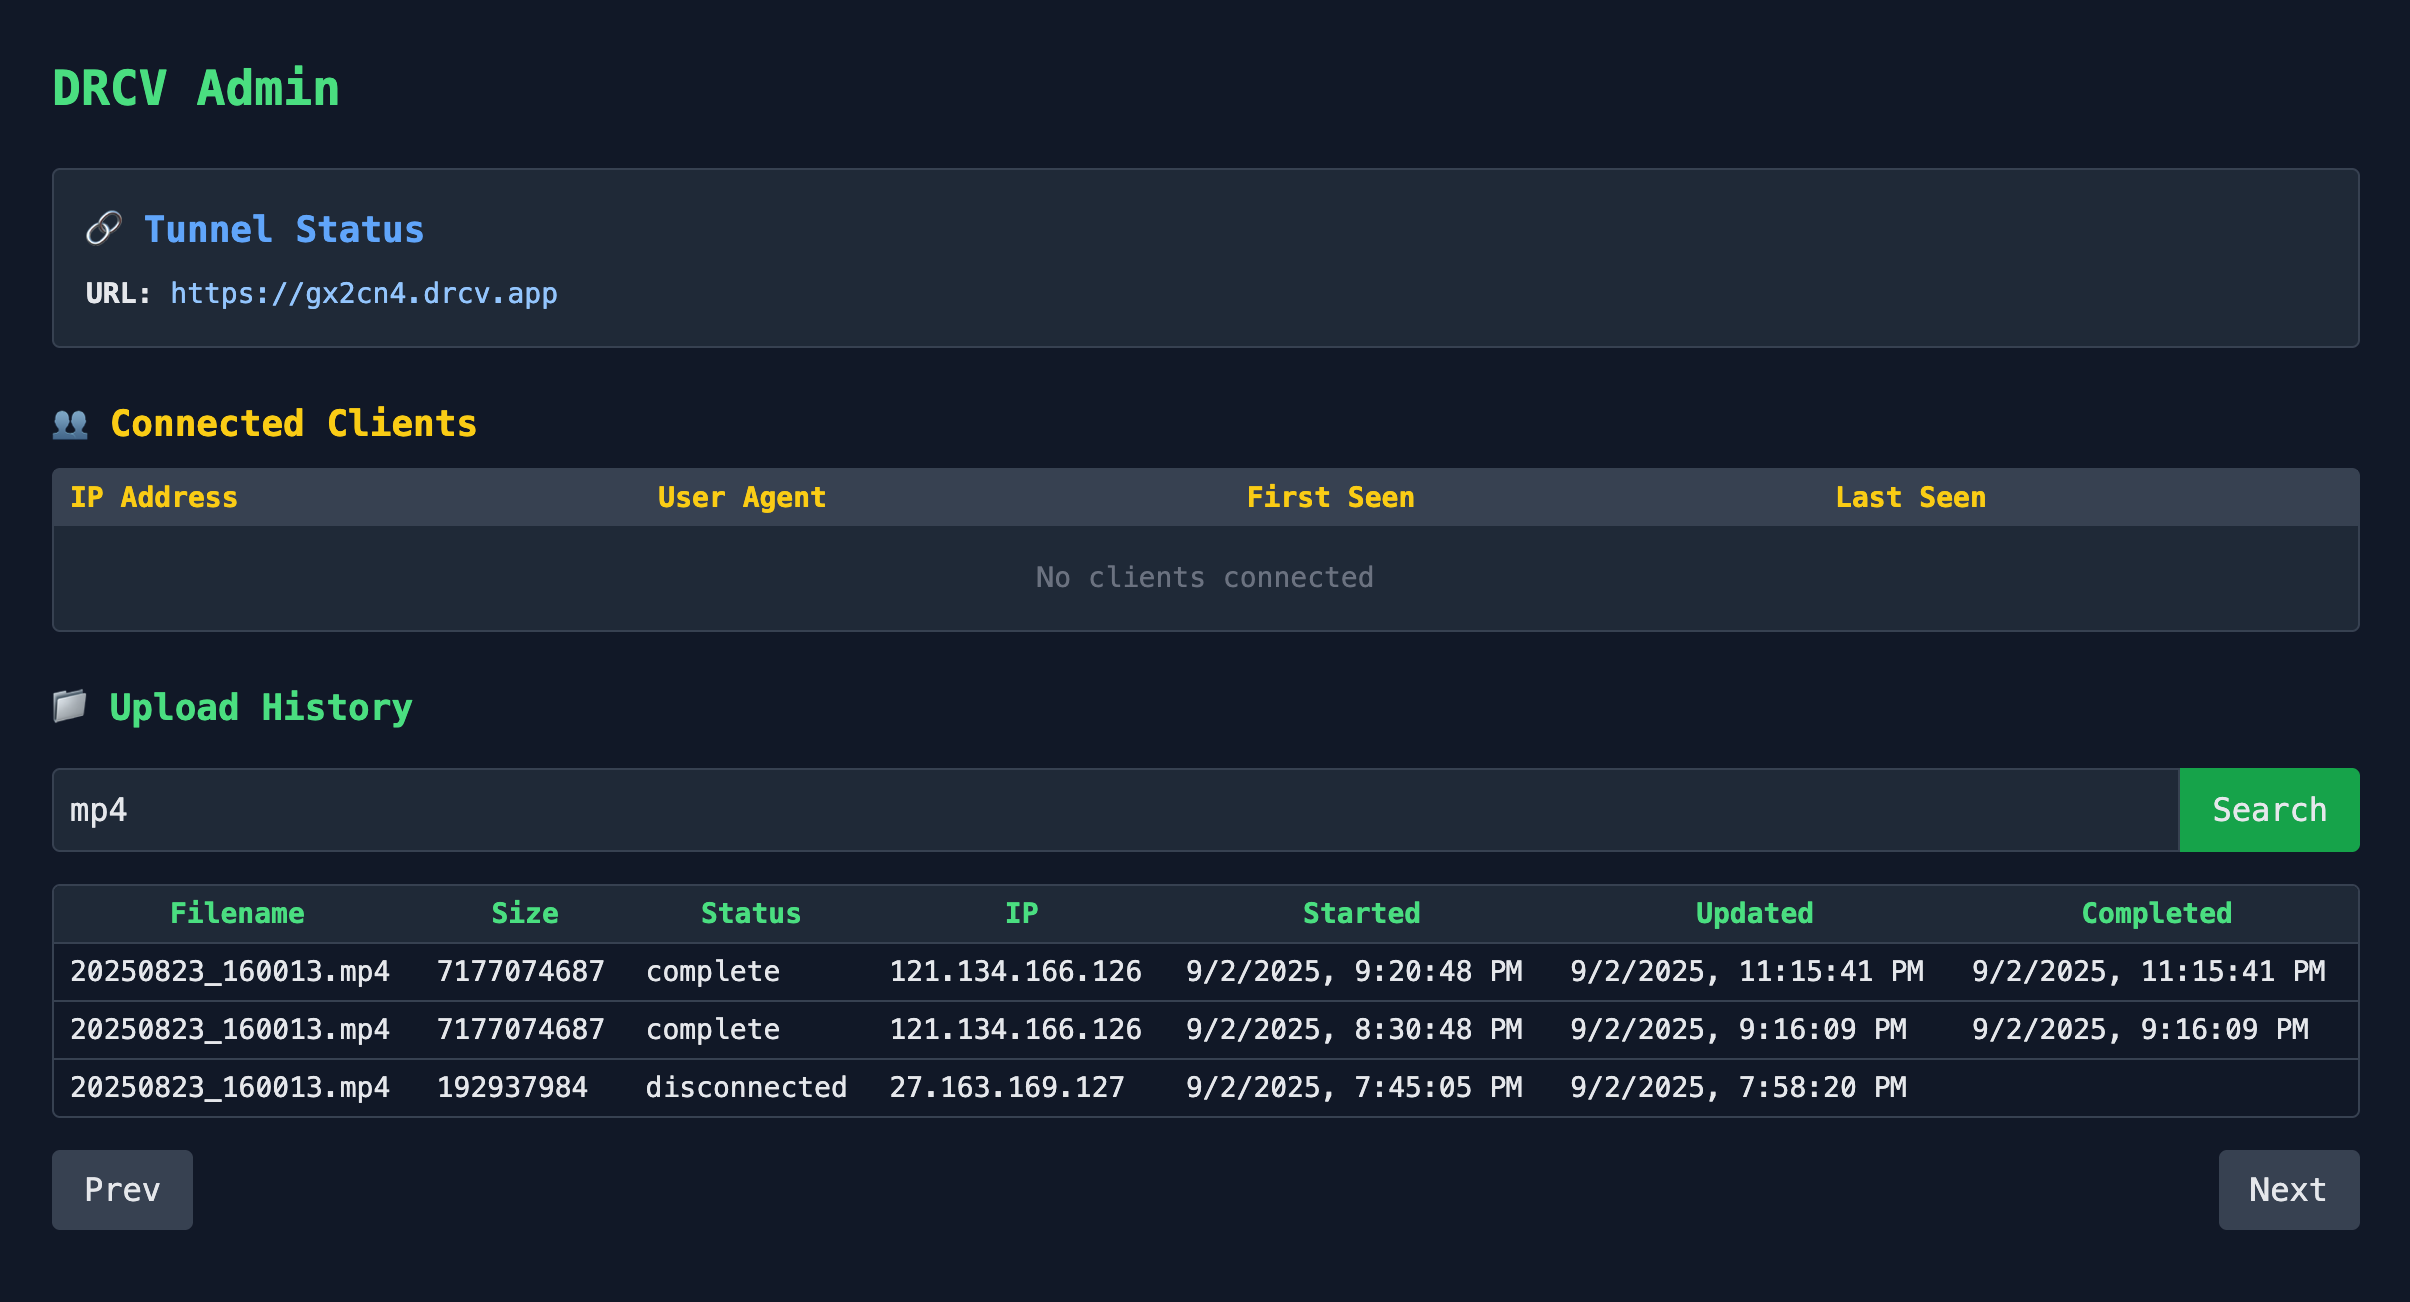 DRCV Admin
Tunnel Status
URL: https://gx2cn4.drcv.app
Connected Clients
IP Address User Agent First Seen Last Seen
No clients connected
Upload History
mp4 Search
Filename Size Status IP Started Updated Completed
20250823_160013.mp4 7177074687 complete 121.134.166.126 9/2/2025, 9:20:48 PM 9/2/2025, 11:15:41 PM 9/2/2025, 11:15:41 PM
20250823_160013.mp4 7177074687 complete 121.134.166.126 9/2/2025, 8:30:48 PM 9/2/2025, 9:16:09 PM 9/2/2025, 9:16:09 PM
20250823_160013.mp4 192937984 disconnected 27.163.169.127 9/2/2025, 7:45:05 PM 9/2/2025, 7:58:20 PM
Prev Next